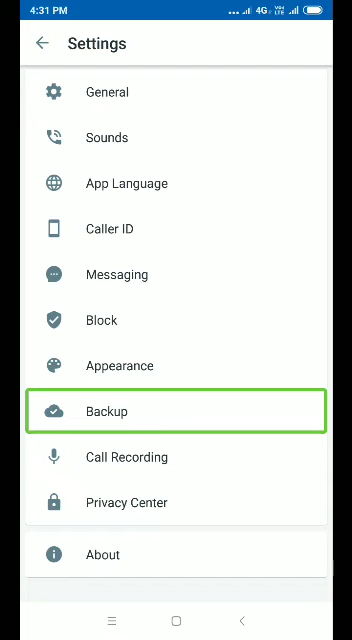 4:31 PM
4G VoLTE
Settings
General
Sounds
App Language
Caller ID
Messaging
Block
Appearance
Backup
Call Recording
Privacy Center
About